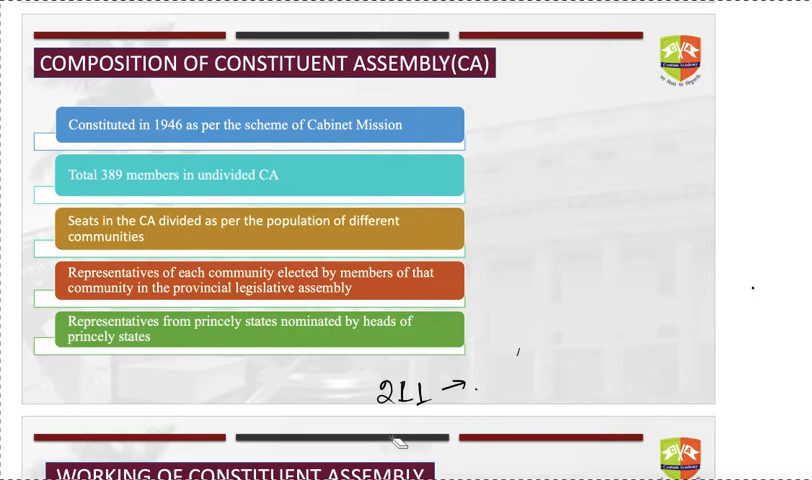 COMPOSITION OF CONSTITUENT ASSEMBLY(CA)
Constituted in 1946 as per the scheme of Cabinet Mission
Total 389 members in undivided CA
Seats in the CA divided as per the population of different
communities
Representatives of each community elected by members of that
community in the provincial legislative assembly
Representatives from princely states nominated by heads of
princely states
211 →
WORKING OF CONSTITUENT ASSEMBLY